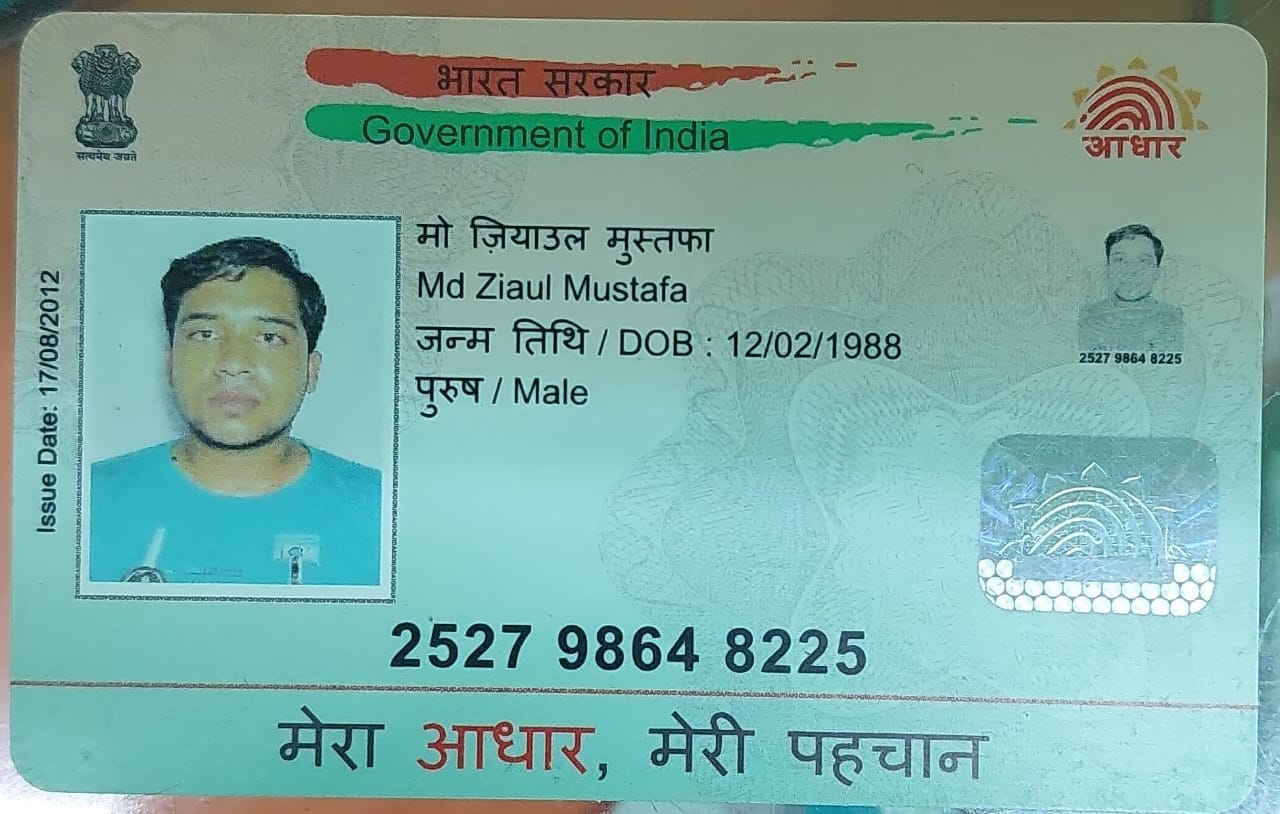 भारत सरकार
Government of India
सत्यमेव जयते
आधार
Issue Date: 17/08/2012
मो ज़ियाउल मुस्तफा
Md Ziaul Mustafa
जन्म तिथि / DOB : 12/02/1988
पुरुष / Male
2527 9864 8225
2527 9864 8225
मेरा आधार, मेरी पहचान